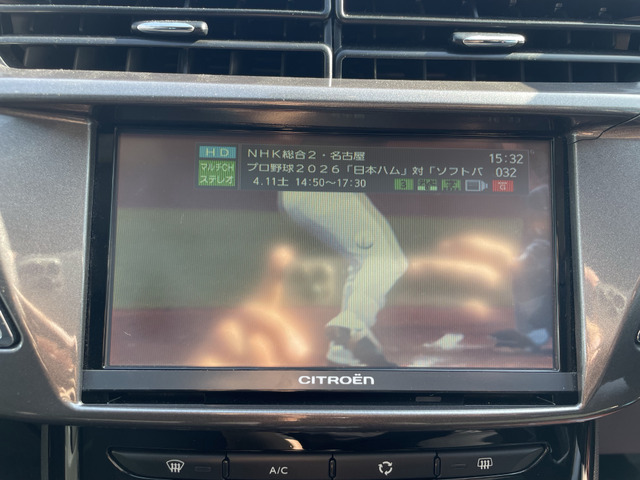 HD NHK総合2・名古屋 15:32
マルチCH プロ野球2026「日本ハム」対「ソフトバ 032
ステレオ 4.11土 14:50〜17:30
CITROËN
A/C